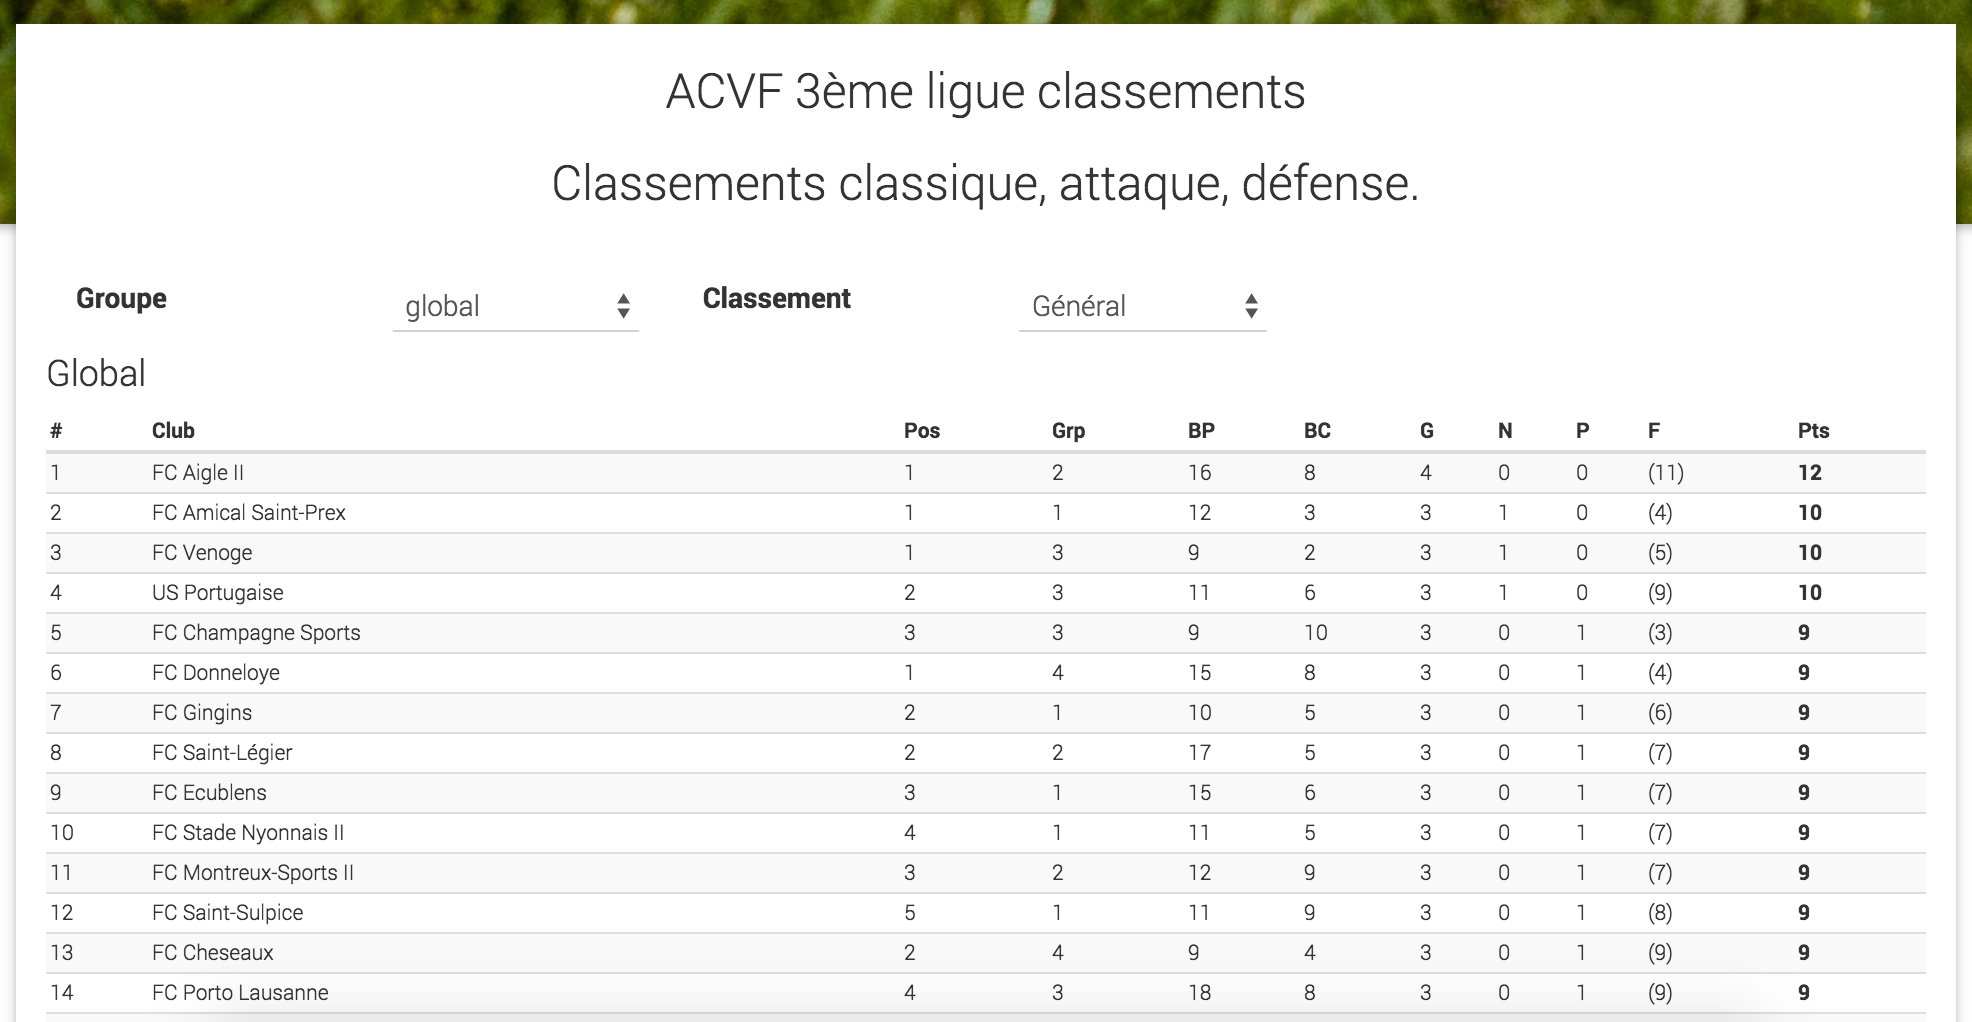 ACVF 3ème ligue classements
Classements classique, attaque, défense.
Groupe global Classement Général
Global
# Club Pos Grp BP BC G N P F Pts
1 FC Aigle II 1 2 16 8 4 0 0 (11) 12
2 FC Amical Saint-Prex 1 1 12 3 3 1 0 (4) 10
3 FC Venoge 1 3 9 2 3 1 0 (5) 10
4 US Portugaise 2 3 11 6 3 1 0 (9) 10
5 FC Champagne Sports 3 3 9 10 3 0 1 (3) 9
6 FC Donneloye 1 4 15 8 3 0 1 (4) 9
7 FC Gingins 2 1 10 5 3 0 1 (6) 9
8 FC Saint-Légier 2 2 17 5 3 0 1 (7) 9
9 FC Ecublens 3 1 15 6 3 0 1 (7) 9
10 FC Stade Nyonnais II 4 1 11 5 3 0 1 (7) 9
11 FC Montreux-Sports II 3 2 12 9 3 0 1 (7) 9
12 FC Saint-Sulpice 5 1 11 9 3 0 1 (8) 9
13 FC Cheseaux 2 4 9 4 3 0 1 (9) 9
14 FC Porto Lausanne 4 3 18 8 3 0 1 (9) 9